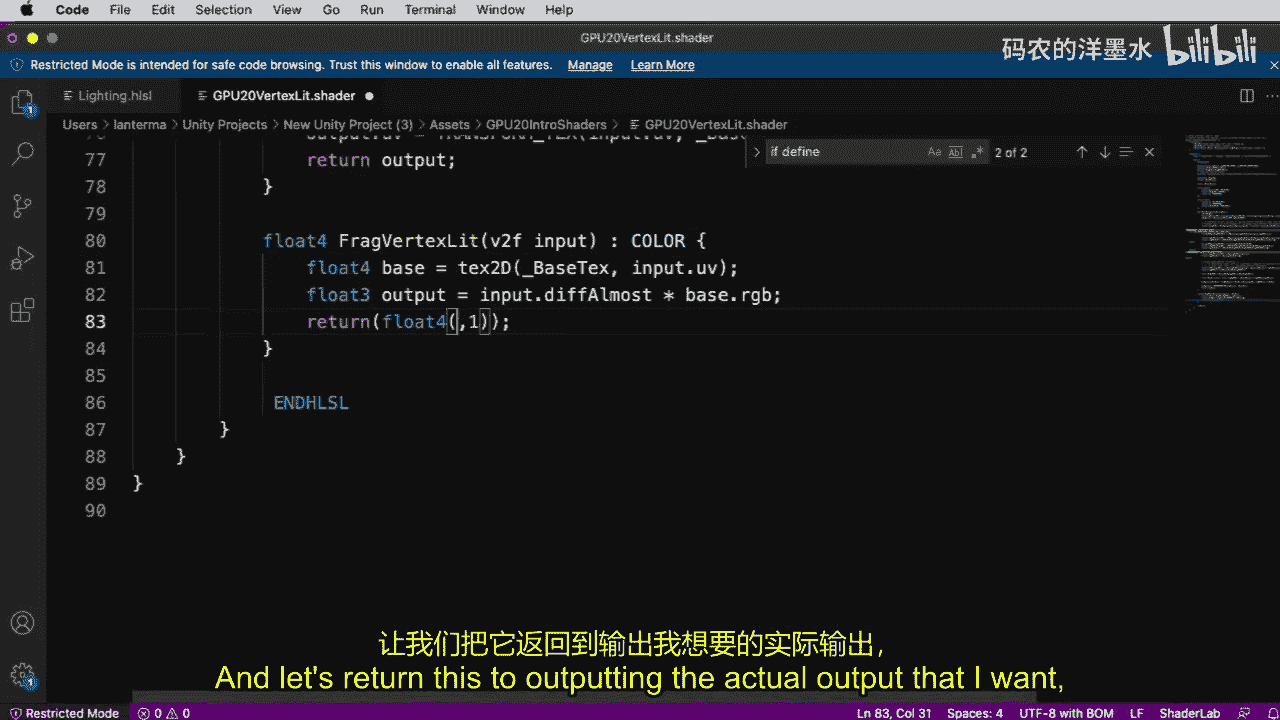 Code File Edit Selection View Go Run Terminal Window Help
GPU20VertexLit.shader
码农的洋墨水 bilibili
Restricted Mode is intended for safe code browsing. Trust this window to enable all features. Manage Learn More
Lighting.hlsl GPU20VertexLit.shader
Users > lanterma > Unity Projects > New Unity Project (3) > Assets > GPU20IntroShaders > GPU20VertexLit.shader
if define Aa Abl .* 2 of 2
77 return output;
78 }
79
80 float4 FragVertexLit(v2f input) : COLOR {
81 float4 base = tex2D(_BaseTex, input.uv);
82 float3 output = input.diffAlmost * base.rgb;
83 return(float4(,1));
84 }
85
86 ENDHLSL
87 }
88 }
89 }
90
让我们把它返回到输出我想要的实际输出，
And let's return this to outputting the actual output that I want,
Restricted Mode 0 0 Ln 83, Col 31 Spaces: 4 UTF-8 with BOM LF ShaderLab